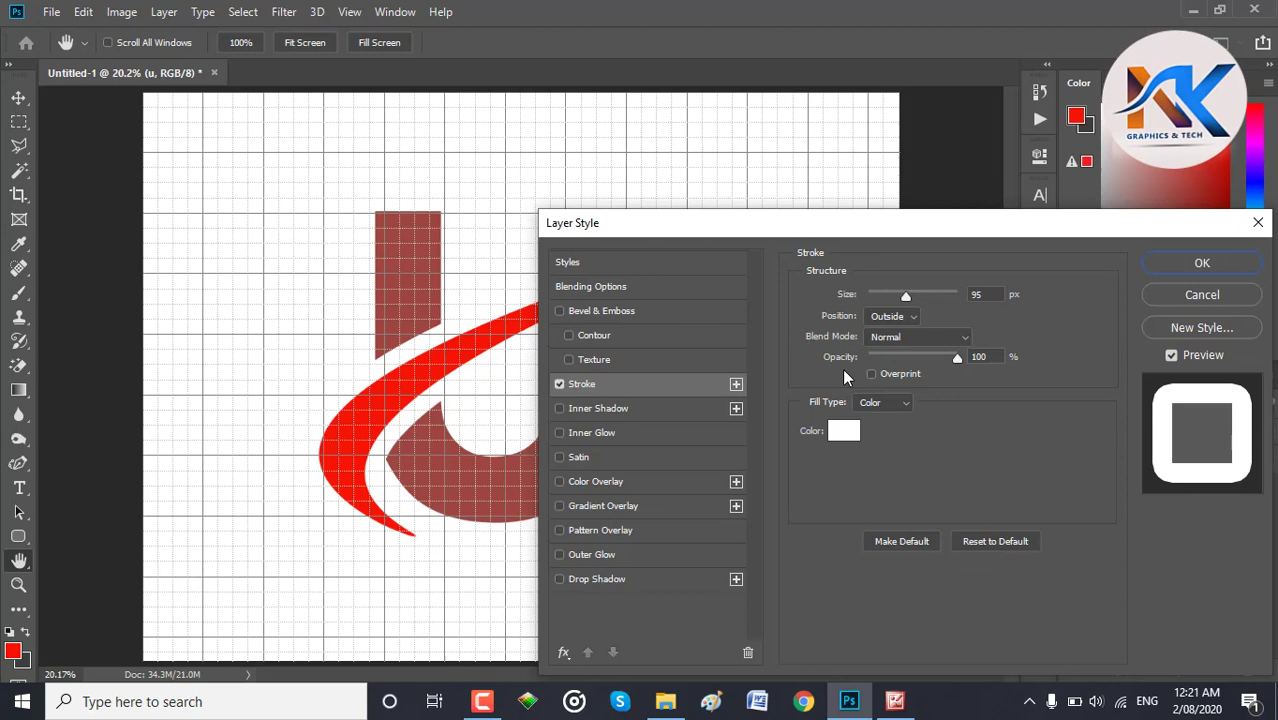 Ps File Edit Image Layer Type Select Filter 3D View Window Help
Scroll All Windows 100% Fit Screen Fill Screen
Untitled-1 @ 20.2% (u, RGB/8) *
Color
GRAPHICS & TECH
Layer Style
Styles
Blending Options
Bevel & Emboss
Contour
Texture
Stroke
Inner Shadow
Inner Glow
Satin
Color Overlay
Gradient Overlay
Pattern Overlay
Outer Glow
Drop Shadow
fx
Stroke
Structure
Size: 95 px
Position: Outside
Blend Mode: Normal
Opacity: 100 %
Overprint
Fill Type: Color
Color:
Make Default Reset to Default
OK
Cancel
New Style...
Preview
20.17% Doc: 34.3M/21.0M
Type here to search
Ps
ENG
12:21 AM
2/08/2020